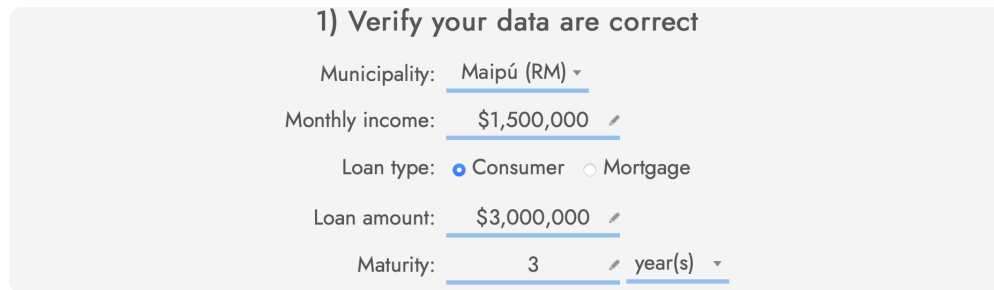 1) Verify your data are correct
Municipality: Maipú (RM)
Monthly income: $1,500,000
Loan type: Consumer Mortgage
Loan amount: $3,000,000
Maturity: 3 year(s)